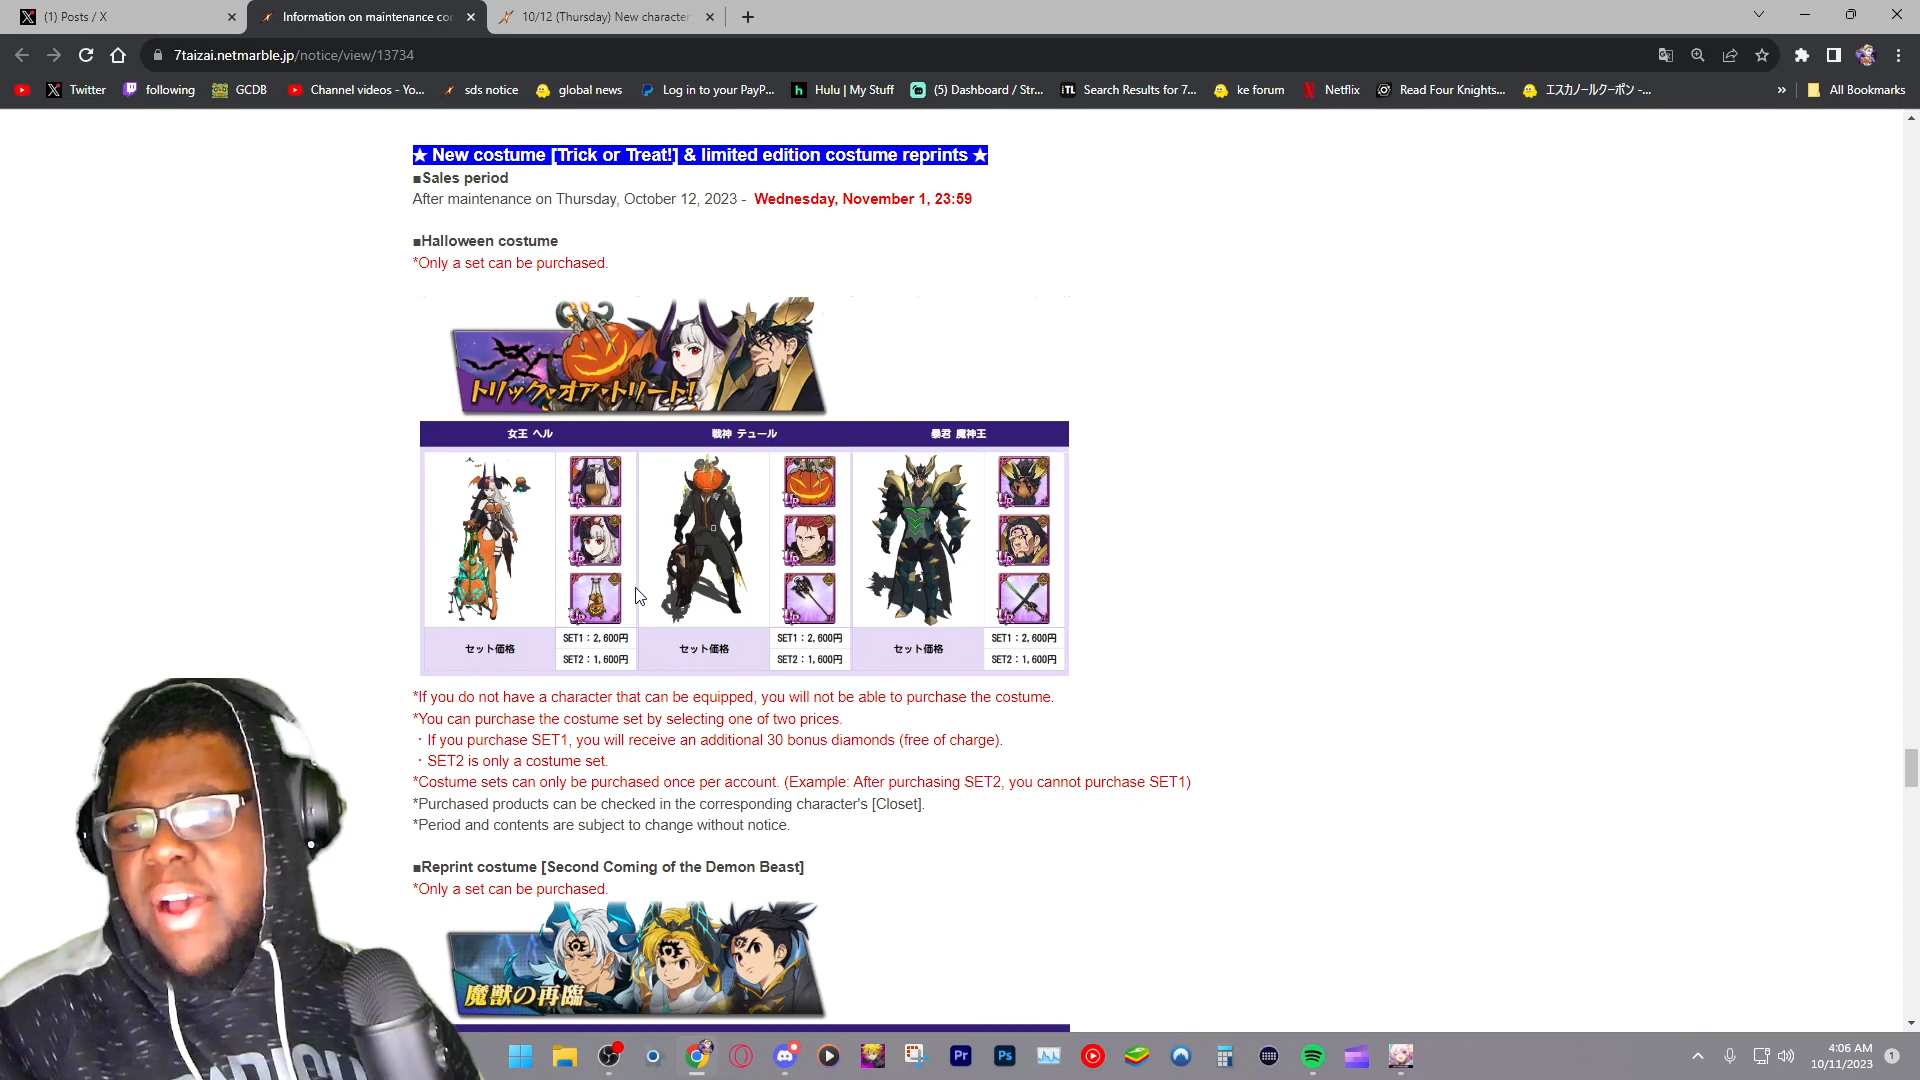 (1) Posts / X
Information on maintenance cor
10/12 (Thursday) New character
7taizai.netmarble.jp/notice/view/13734
Twitter
following
GCDB
Channel videos - Yo...
sds notice
global news
Log in to your PayP...
Hulu | My Stuff
(5) Dashboard / Str...
Search Results for 7...
ke forum
Netflix
Read Four Knights...
エスカノールクーポン -...
»
All Bookmarks
★ New costume [Trick or Treat!] & limited edition costume reprints ★
■Sales period
After maintenance on Thursday, October 12, 2023 - Wednesday, November 1, 23:59
■Halloween costume
*Only a set can be purchased.
トリック・オア・トリート!
女王 ヘル 戦神 テュール 暴君 魔神王
セット価格 SET1：2,600円 セット価格 SET1：2,600円 セット価格 SET1：2,600円
SET2：1,600円 SET2：1,600円 SET2：1,600円
*If you do not have a character that can be equipped, you will not be able to purchase the costume.
*You can purchase the costume set by selecting one of two prices.
・If you purchase SET1, you will receive an additional 30 bonus diamonds (free of charge).
・SET2 is only a costume set.
*Costume sets can only be purchased once per account. (Example: After purchasing SET2, you cannot purchase SET1)
*Purchased products can be checked in the corresponding character's [Closet].
*Period and contents are subject to change without notice.
■Reprint costume [Second Coming of the Demon Beast]
*Only a set can be purchased.
魔獣の再臨
Pr
Ps
4:06 AM
10/11/2023
1